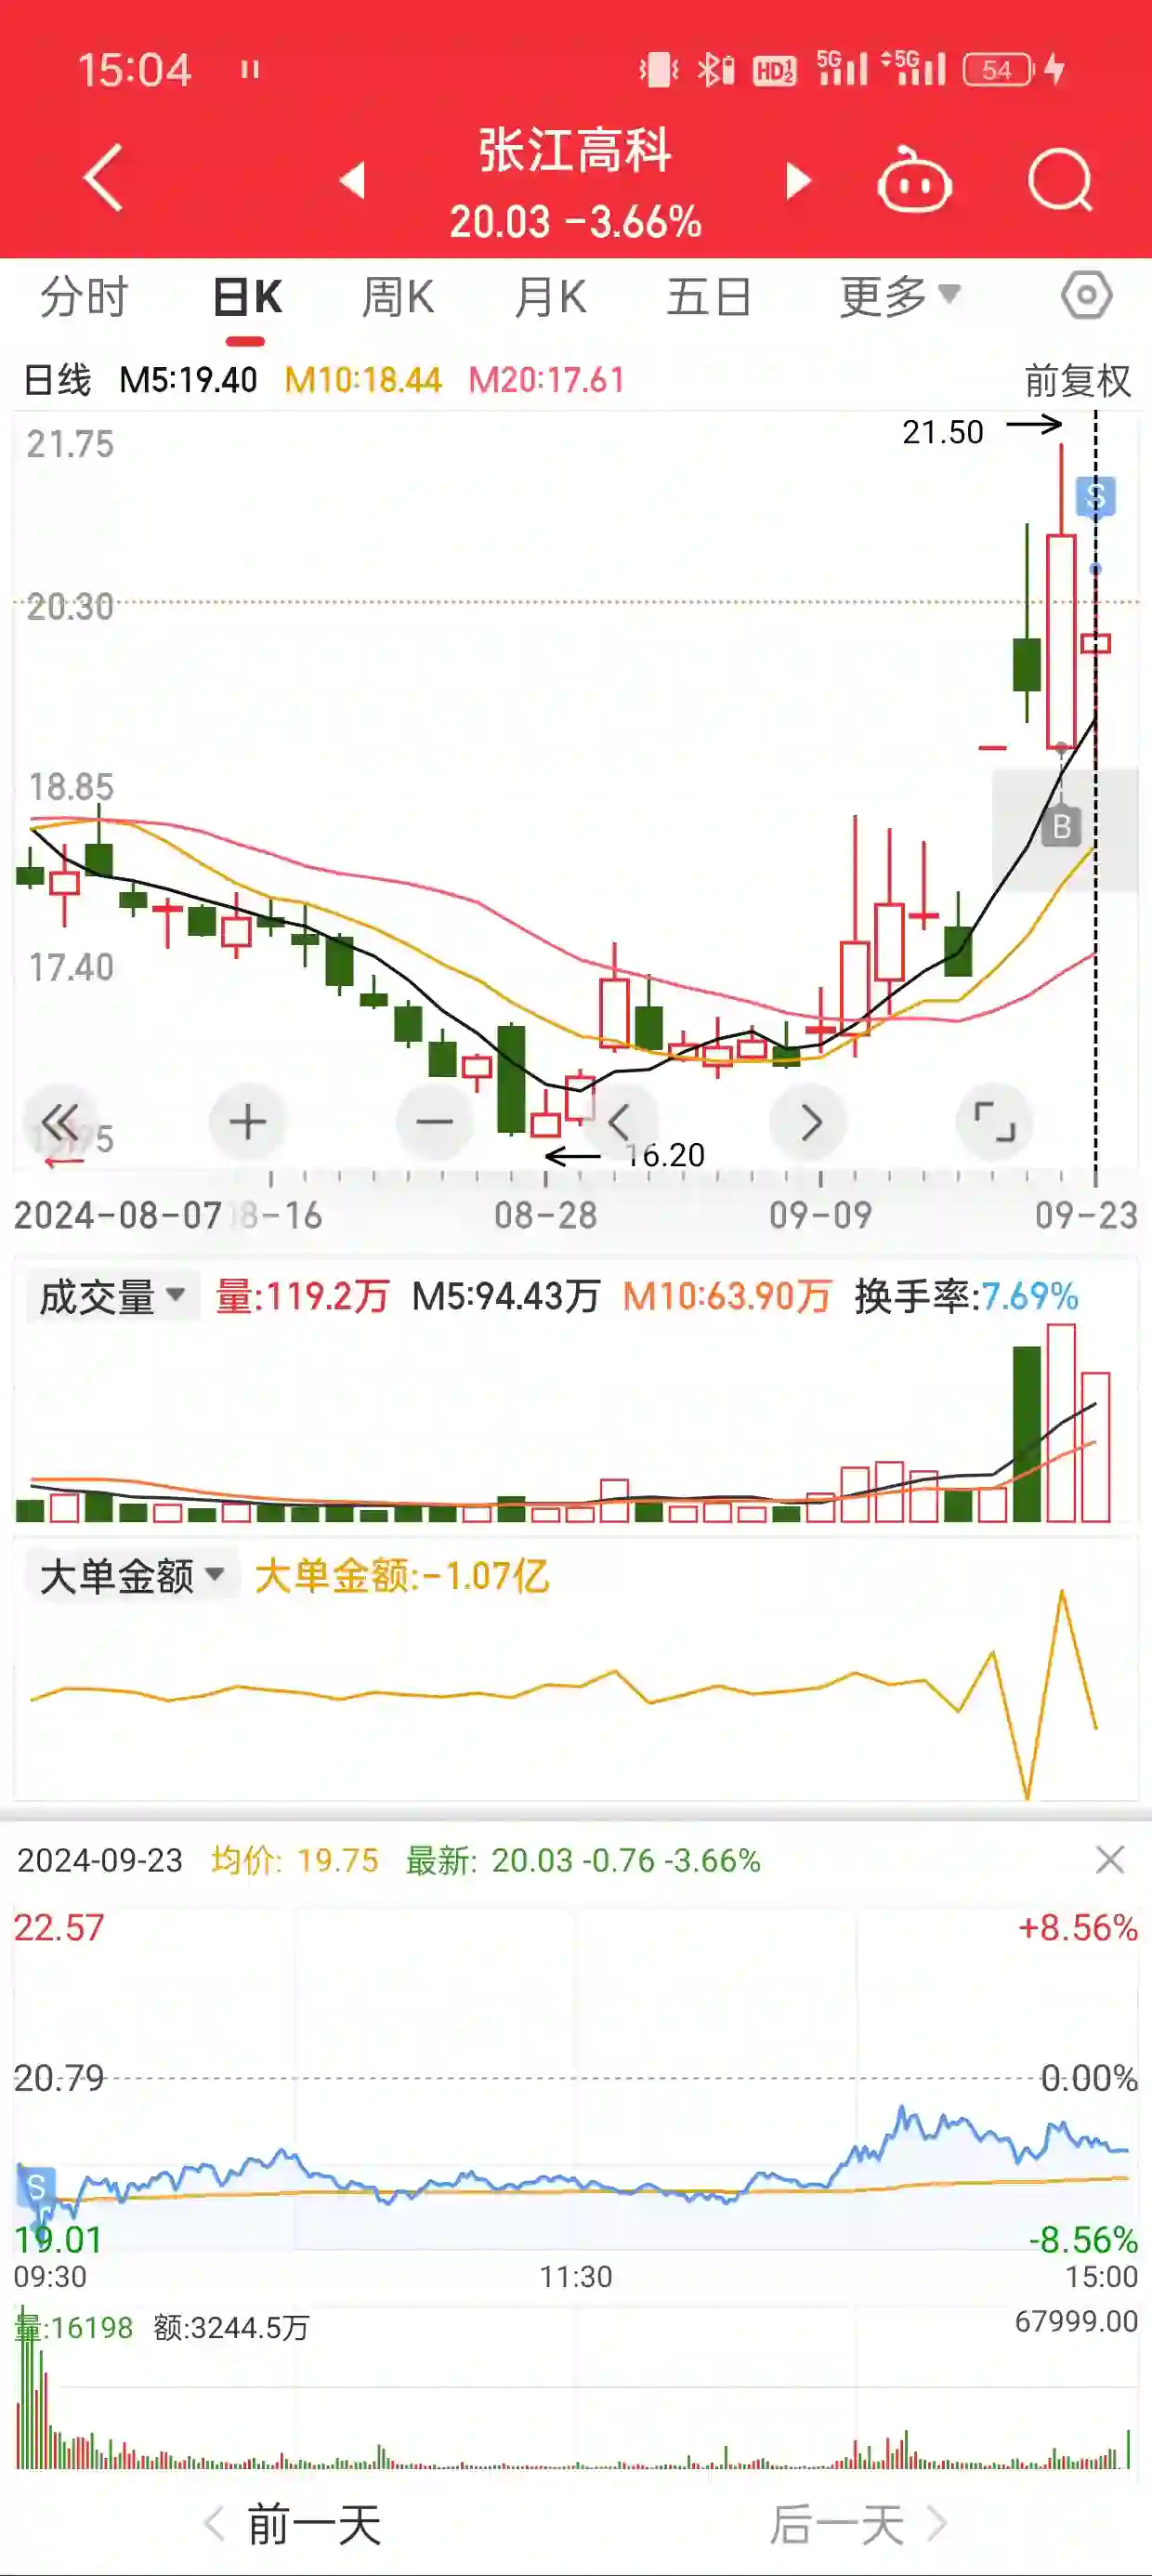 15:04 HD 1 2 5G 5G 54
张江高科
20.03 -3.66%
分时 日K 周K 月K 五日 更多
日线 M5:19.40 M10:18.44 M20:17.61 前复权
21.75
21.50
S
20.30
18.85
B
17.40
16.20
2024-08-07 08-16 08-28 09-09 09-23
成交量 量:119.2万 M5:94.43万 M10:63.90万 换手率:7.69%
大单金额 大单金额:-1.07亿
2024-09-23 均价: 19.75 最新: 20.03 -0.76 -3.66%
22.57 +8.56%
20.79 0.00%
S
19.01 -8.56%
09:30 11:30 15:00
量:16198 额:3244.5万 67999.00
前一天 后一天